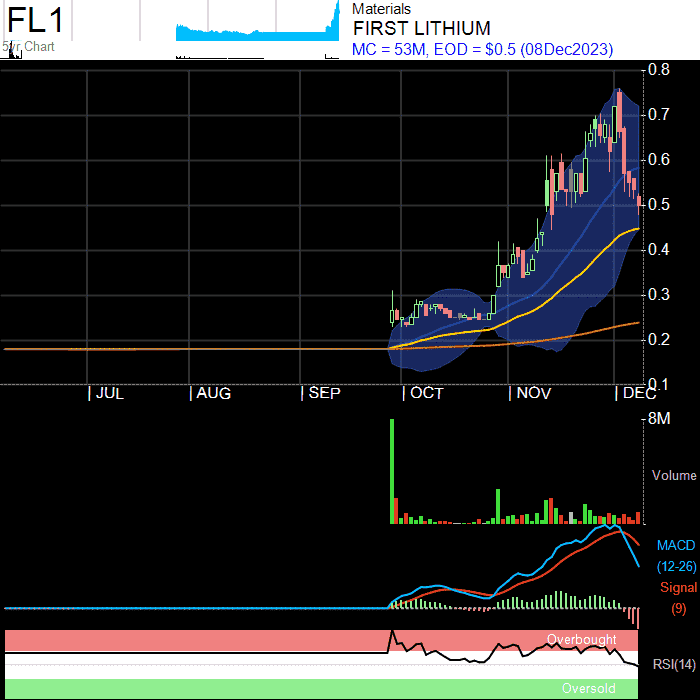 FL1
5yr Chart
Materials
FIRST LITHIUM
MC = 53M, EOD = $0.5 (08Dec2023)
0.8
0.7
0.6
0.5
0.4
0.3
0.2
0.1
JUL AUG SEP OCT NOV DEC
8M
Volume
MACD
(12-26)
Signal
(9)
Overbought
RSI(14)
Oversold